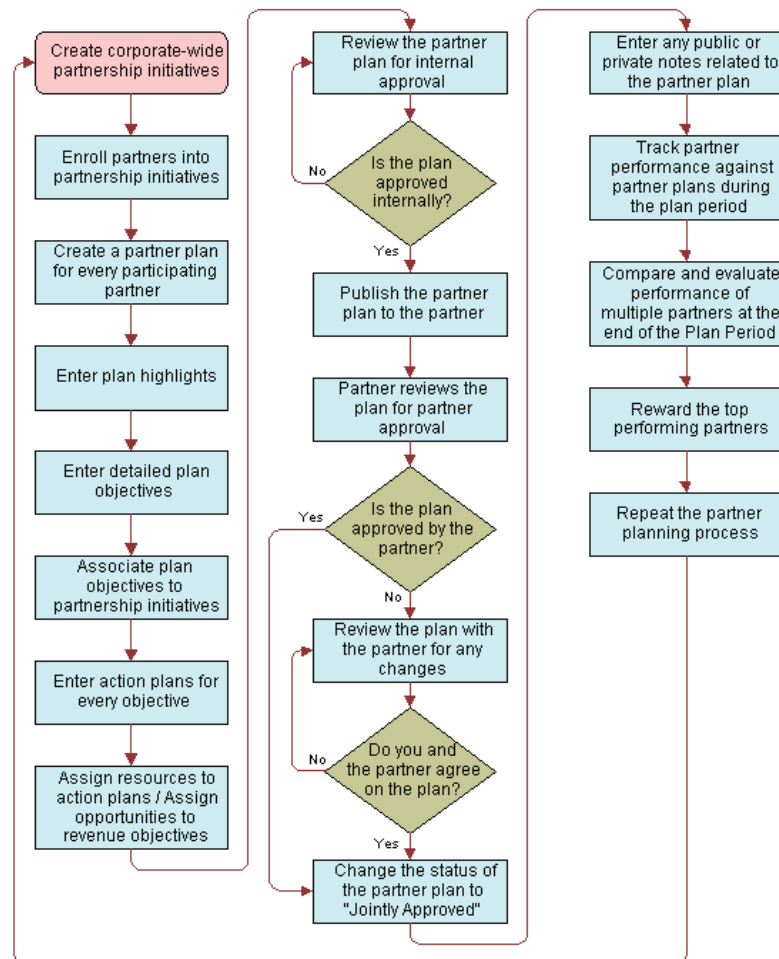 Create corporate-wide
partnership initiatives
Enroll partners into
partnership initiatives
Create a partner plan
for every participating
partner
Enter plan highlights
Enter detailed plan
objectives
Associate plan
objectives to
partnership initiatives
Enter action plans for
every objective
Assign resources to
action plans / Assign
opportunities to
revenue objectives
Review the partner
plan for internal
approval
Is the plan
approved
internally?
No
Yes
Publish the partner
plan to the partner
Partner reviews the
plan for partner
approval
Is the plan
approved by the
partner?
Yes
No
Review the plan with
the partner for any
changes
Do you and
the partner agree
on the plan?
No
Yes
Change the status of
the partner plan to
"Jointly Approved"
Enter any public or
private notes related to
the partner plan
Track partner
performance against
partner plans during
the plan period
Compare and evaluate
performance of
multiple partners at the
end of the Plan Period
Reward the top
performing partners
Repeat the partner
planning process